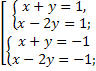 x + y = 1,
x − 2y = 1;
x + y = −1
x − 2y = −1;